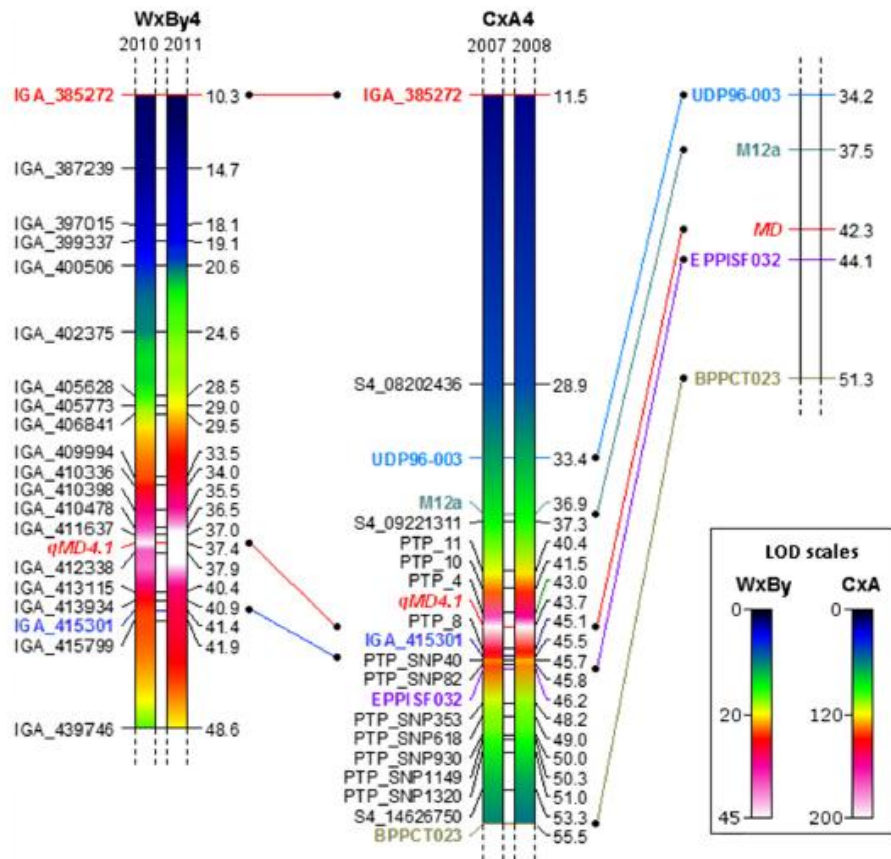 WxBy4
2010 2011
IGA_385272 10.3
IGA_387239 14.7
IGA_397015 18.1
IGA_399337 19.1
IGA_400506 20.6
IGA_402375 24.6
IGA_405628 28.5
IGA_405773 29.0
IGA_406841 29.5
IGA_409994 33.5
IGA_410336 34.0
IGA_410398 35.5
IGA_410478 36.5
IGA_411637 37.0
qMD4.1 37.4
IGA_412338 37.9
IGA_413115 40.4
IGA_413934 40.9
IGA_415301 41.4
IGA_415799 41.9
IGA_439746 48.6
CxA4
2007 2008
IGA_385272 11.5
S4_08202436 28.9
UDP96-003 33.4
M12a 36.9
S4_09221311 37.3
PTP_11 40.4
PTP_10 41.5
PTP_4 43.0
qMD4.1 43.7
PTP_8 45.1
IGA_415301 45.5
PTP_SNP40 45.7
PTP_SNP82 45.8
EPPISF032 46.2
PTP_SNP353 48.2
PTP_SNP618 49.0
PTP_SNP930 50.0
PTP_SNP1149 50.3
PTP_SNP1320 51.0
S4_14626750 53.3
BPPCT023 55.5
UDP96-003 34.2
M12a 37.5
MD 42.3
EPPISF032 44.1
BPPCT023 51.3
LOD scales
WxBy CxA
0 0
20 120
45 200